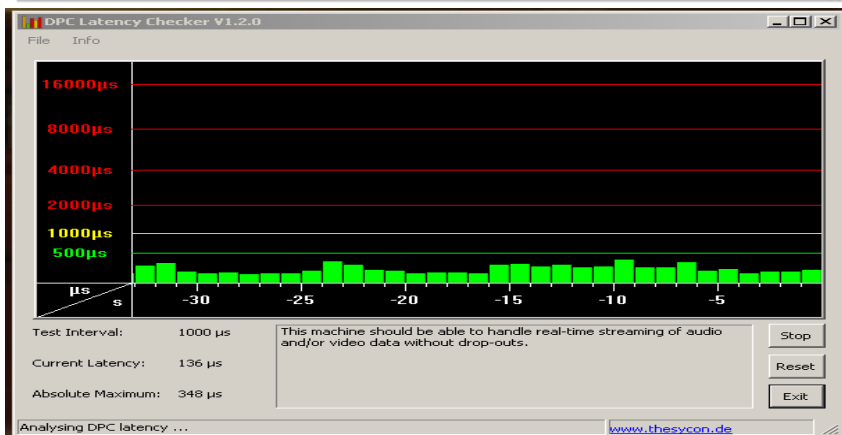 DPC Latency Checker V1.2.0
File Info
16000µs
8000µs
4000µs
2000µs
1000µs
500µs
µs
s
-30 -25 -20 -15 -10 -5
Test Interval: 1000 µs
This machine should be able to handle real-time streaming of audio
and/or video data without drop-outs.
Stop
Current Latency: 136 µs
Reset
Absolute Maximum: 348 µs
Exit
Analysing DPC latency ...
www.thesycon.de